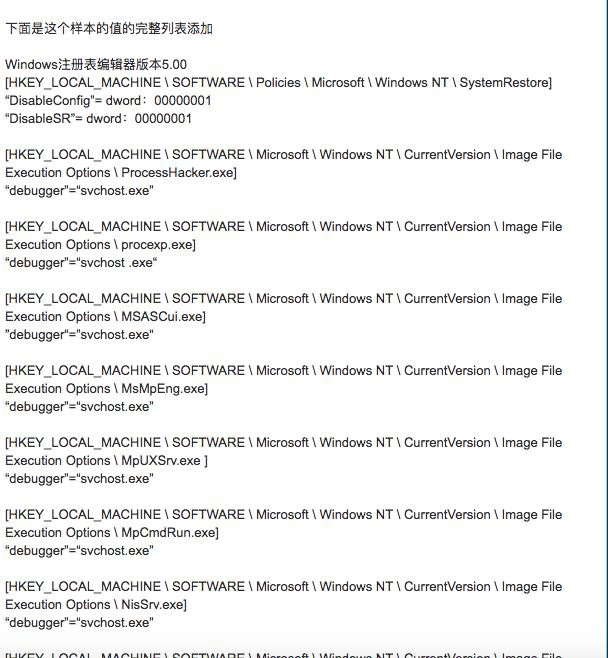 下面是这个样本的值的完整列表添加
Windows注册表编辑器版本5.00
[HKEY_LOCAL_MACHINE \ SOFTWARE \ Policies \ Microsoft \ Windows NT \ SystemRestore]
“DisableConfig”= dword：00000001
“DisableSR”= dword：00000001
[HKEY_LOCAL_MACHINE \ SOFTWARE \ Microsoft \ Windows NT \ CurrentVersion \ Image File
Execution Options \ ProcessHacker.exe]
“debugger”=“svchost.exe”
[HKEY_LOCAL_MACHINE \ SOFTWARE \ Microsoft \ Windows NT \ CurrentVersion \ Image File
Execution Options \ procexp.exe]
“debugger”=“svchost .exe“
[HKEY_LOCAL_MACHINE \ SOFTWARE \ Microsoft \ Windows NT \ CurrentVersion \ Image File
Execution Options \ MSASCui.exe]
”debugger“=”svchost.exe“
[HKEY_LOCAL_MACHINE \ SOFTWARE \ Microsoft \ Windows NT \ CurrentVersion \ Image File
Execution Options \ MsMpEng.exe]
“debugger”=“svchost.exe”
[HKEY_LOCAL_MACHINE \ SOFTWARE \ Microsoft \ Windows NT \ CurrentVersion \ Image File
Execution Options \ MpUXSrv.exe ]
“debugger”=“svchost.exe”
[HKEY_LOCAL_MACHINE \ SOFTWARE \ Microsoft \ Windows NT \ CurrentVersion \ Image File
Execution Options \ MpCmdRun.exe]
“debugger”=“svchost.exe”
[HKEY_LOCAL_MACHINE \ SOFTWARE \ Microsoft \ Windows NT \ CurrentVersion \ Image File
Execution Options \ NisSrv.exe]
“debugger”=“svchost.exe”
[HKEY_LOCAL_MACHINE \ SOFTWARE \ Microsoft \ Windows NT \ CurrentVersion \ Image File